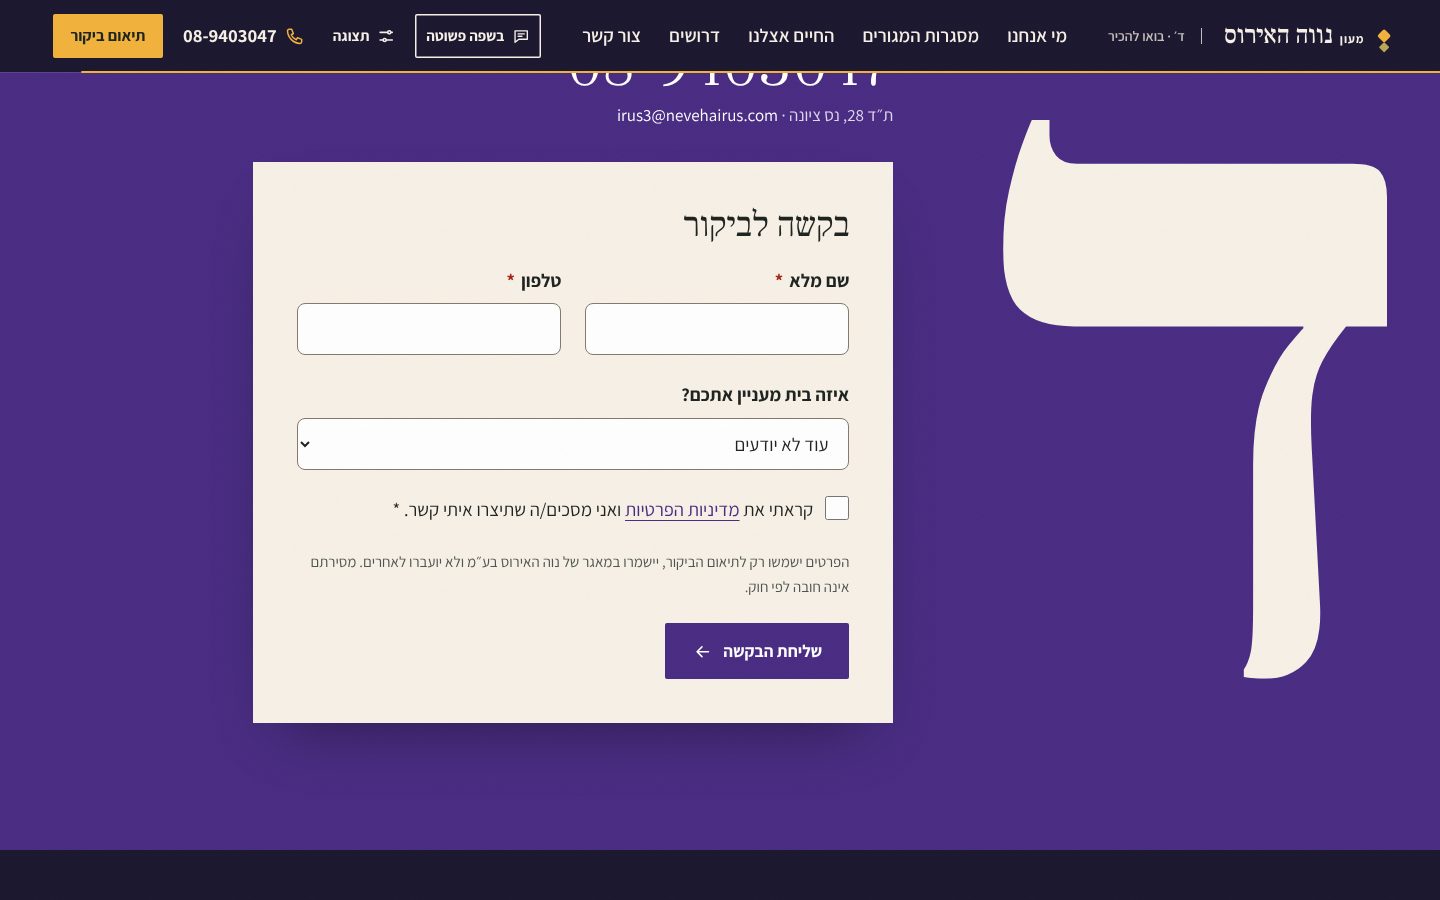 מעון נווה האירוס
ד׳ · בואו להכיר
מי אנחנו
מסגרות המגורים
החיים אצלנו
דרושים
צור קשר
בשפה פשוטה
תצוגה
08-9403047
תיאום ביקור
08-9403047
ת״ד 28, נס ציונה · irus3@nevehairus.com
ד
בקשה לביקור
שם מלא *
טלפון *
איזה בית מעניין אתכם?
עוד לא יודעים
קראתי את מדיניות הפרטיות ואני מסכים/ה שתיצרו איתי קשר. *
הפרטים ישמשו רק לתיאום הביקור, יישמרו במאגר של נוה האירוס בע״מ ולא יועברו לאחרים. מסירתם
אינה חובה לפי חוק.
שליחת הבקשה